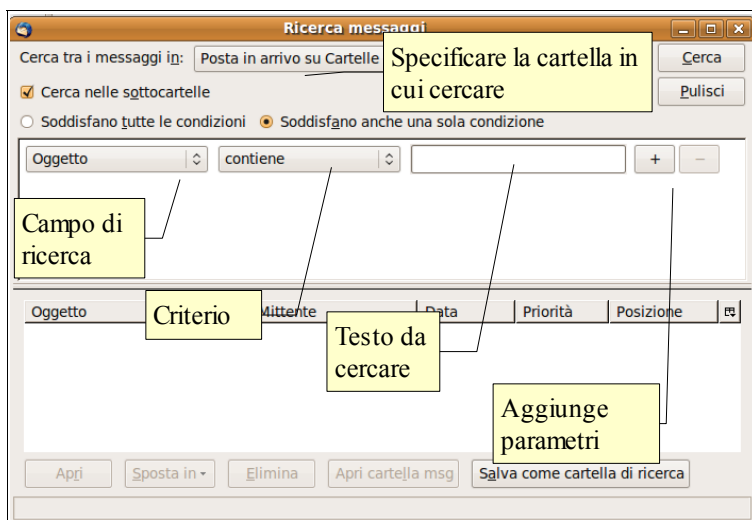 Ricerca messaggi
Cerca tra i messaggi in: Posta in arrivo su Cartelle
Specificare la cartella in
cui cercare
Cerca
Cerca nelle sottocartelle
Pulisci
Soddisfano tutte le condizioni Soddisfano anche una sola condizione
Oggetto contiene + −
Campo di
ricerca
Oggetto Mittente Data Priorità Posizione
Criterio
Testo da
cercare
Aggiunge
parametri
Apri Sposta in Elimina Apri cartella msg Salva come cartella di ricerca